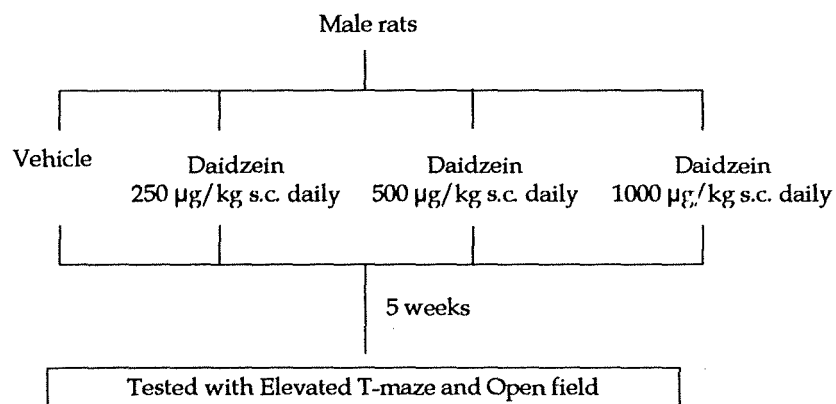 Male rats
Vehicle
Daidzein
250 µg/kg s.c. daily
Daidzein
500 µg/kg s.c. daily
Daidzein
1000 µg/kg s.c. daily
5 weeks
Tested with Elevated T-maze and Open field